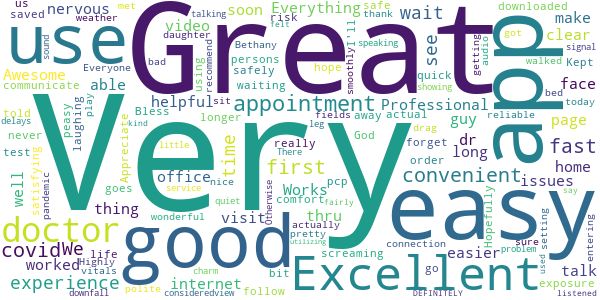 us
weather
met
talking
soon
Everything
risk
safe
thank
downloaded
saved
nervous
video
daughter
recommend
felt
I'll
wait
make
Everyone
sound
bad
Bethany
speaking
see
getting
audio
got
signal
Awesome
using
persons
smoothly
quick
clear
communicate
safely
hope
showing
walked
Kept
use
Great
app
able
peasy
play
Bless
helpful
sit
waiting
appointment
Professional
face
bed
today
told
delays
laughing
longer
fields
away
actual
guy
reliable
page
never
Appreciate
kind
time
leg
God
drag
dr
fast
test
satisfying
goes
office
really
There
first
pcp
forget
long
order
home
well
Very
little
nice
Works
comfort
convenient
issues
thing
service
visit
quiet
Otherwise
thru
easier
Hopefully
used
setting
say
doctor
pandemic
wonderful
actually
fairly
utilizing
easy
talk
sure
problem
entering
covid
We
life
good
pretty
screaming
connection
go
experience
Highly
worked
vitals
internet
bit
Excellent
exposure
downfall
polite
charm
consideredview
follow
DEFINITELY
listened